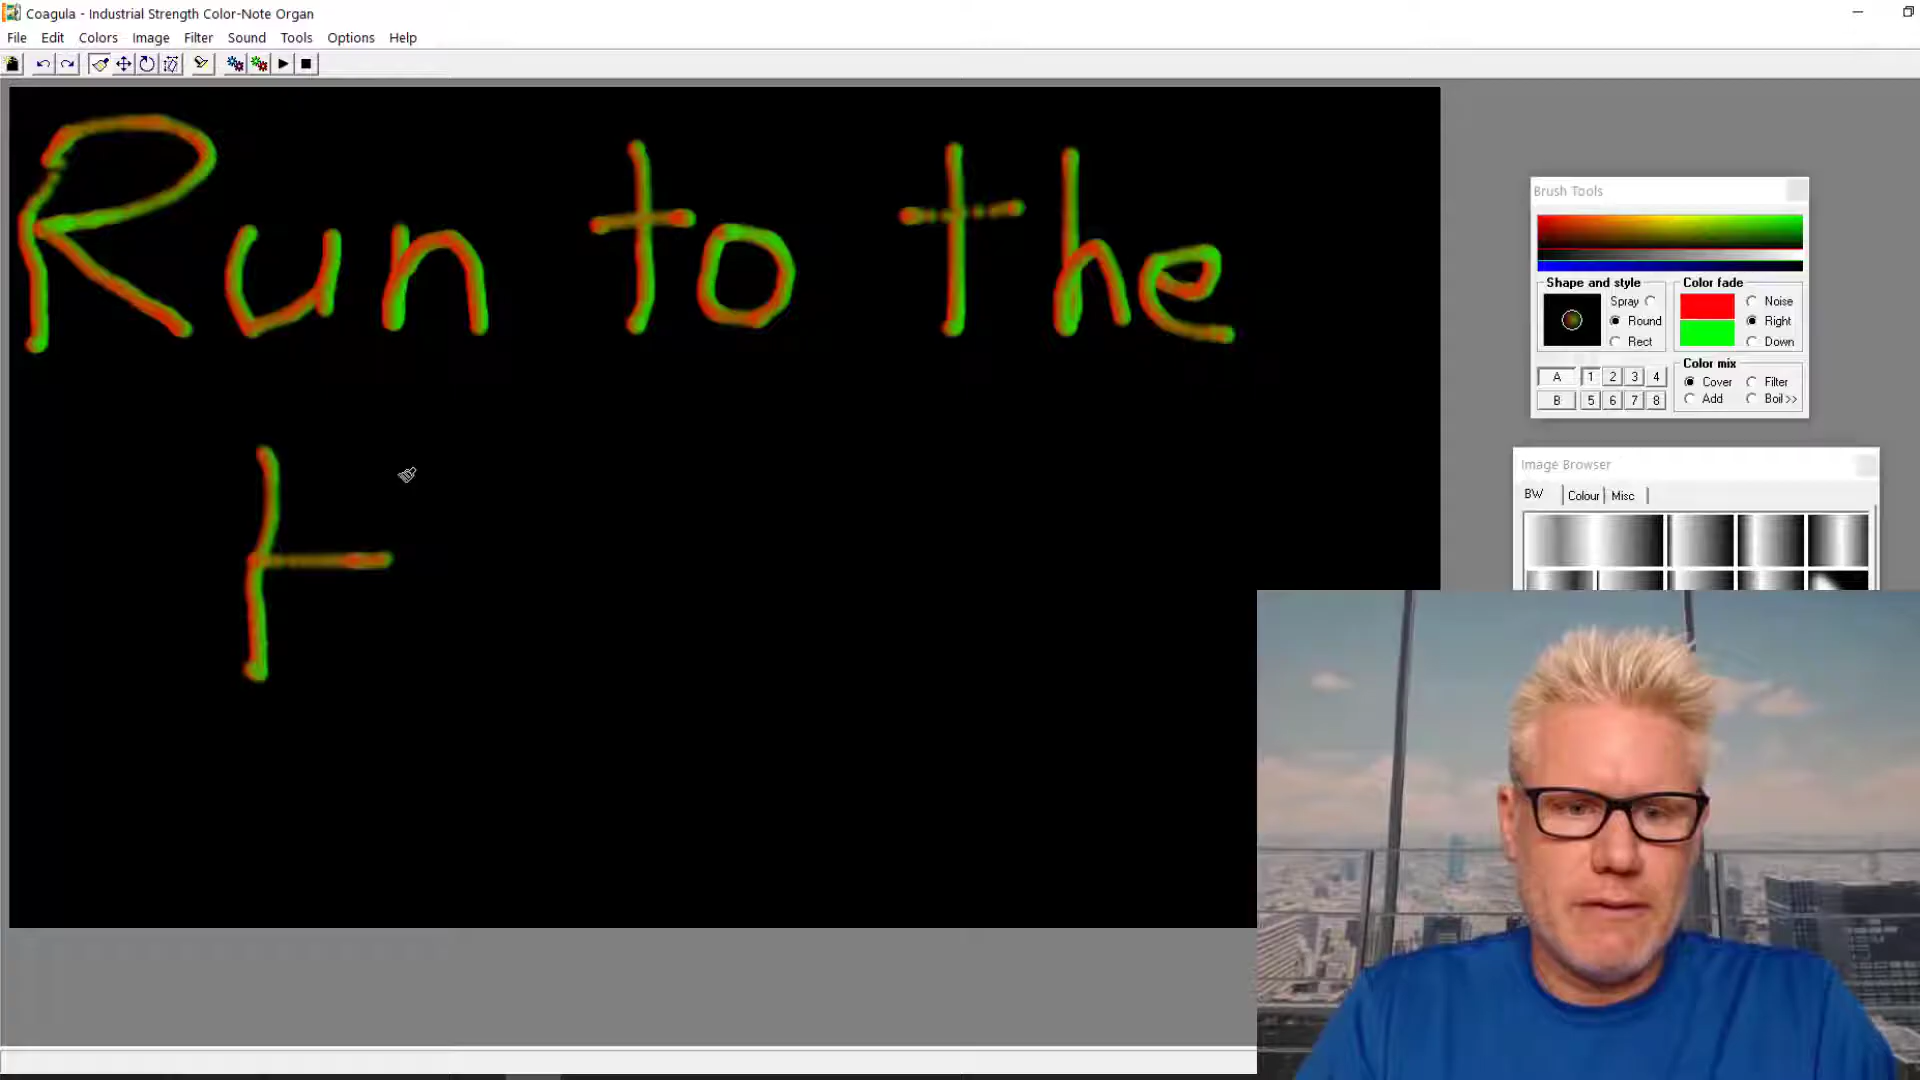 Coagula - Industrial Strength Color-Note Organ
File Edit Colors Image Filter Sound Tools Options Help
Run to the
Brush Tools
Shape and style
Color fade
Spray
Round
Rect
Noise
Right
Down
Color mix
Cover
Filter
Add
Boil >>
A 1 2 3 4
B 5 6 7 8
Image Browser
BW Colour Misc